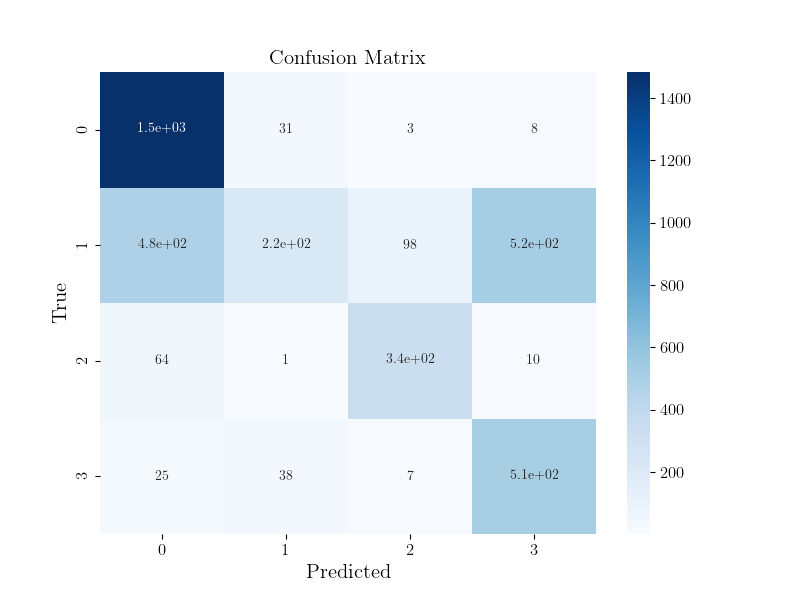 Confusion Matrix
True
0
1.5e+03 31 3 8
1
4.8e+02 2.2e+02 98 5.2e+02
2
64 1 3.4e+02 10
3
25 38 7 5.1e+02
0 1 2 3
Predicted
1400
1200
1000
800
600
400
200